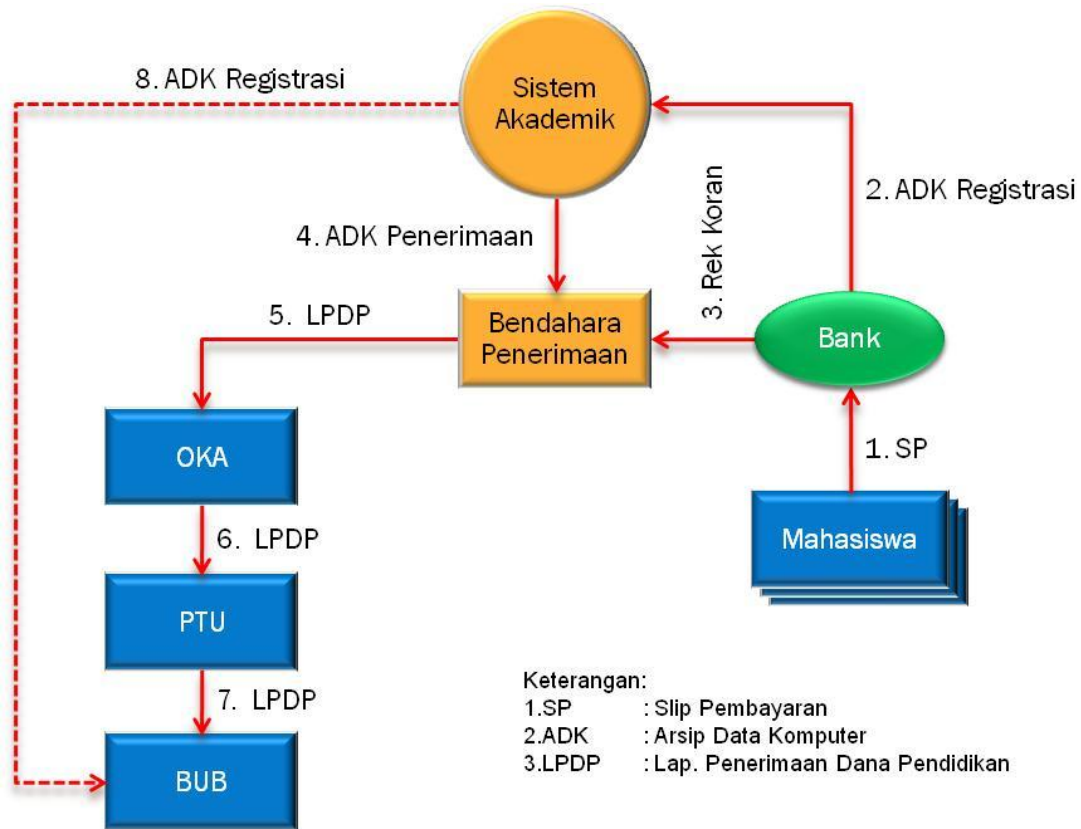 8. ADK Registrasi
Sistem
Akademik
2. ADK Registrasi
3. Rek Koran
4. ADK Penerimaan
5. LPDP
Bendahara
Penerimaan
Bank
OKA
1. SP
6. LPDP
Mahasiswa
PTU
7. LPDP
BUB
Keterangan:
1.SP : Slip Pembayaran
2.ADK : Arsip Data Komputer
3.LPDP : Lap. Penerimaan Dana Pendidikan